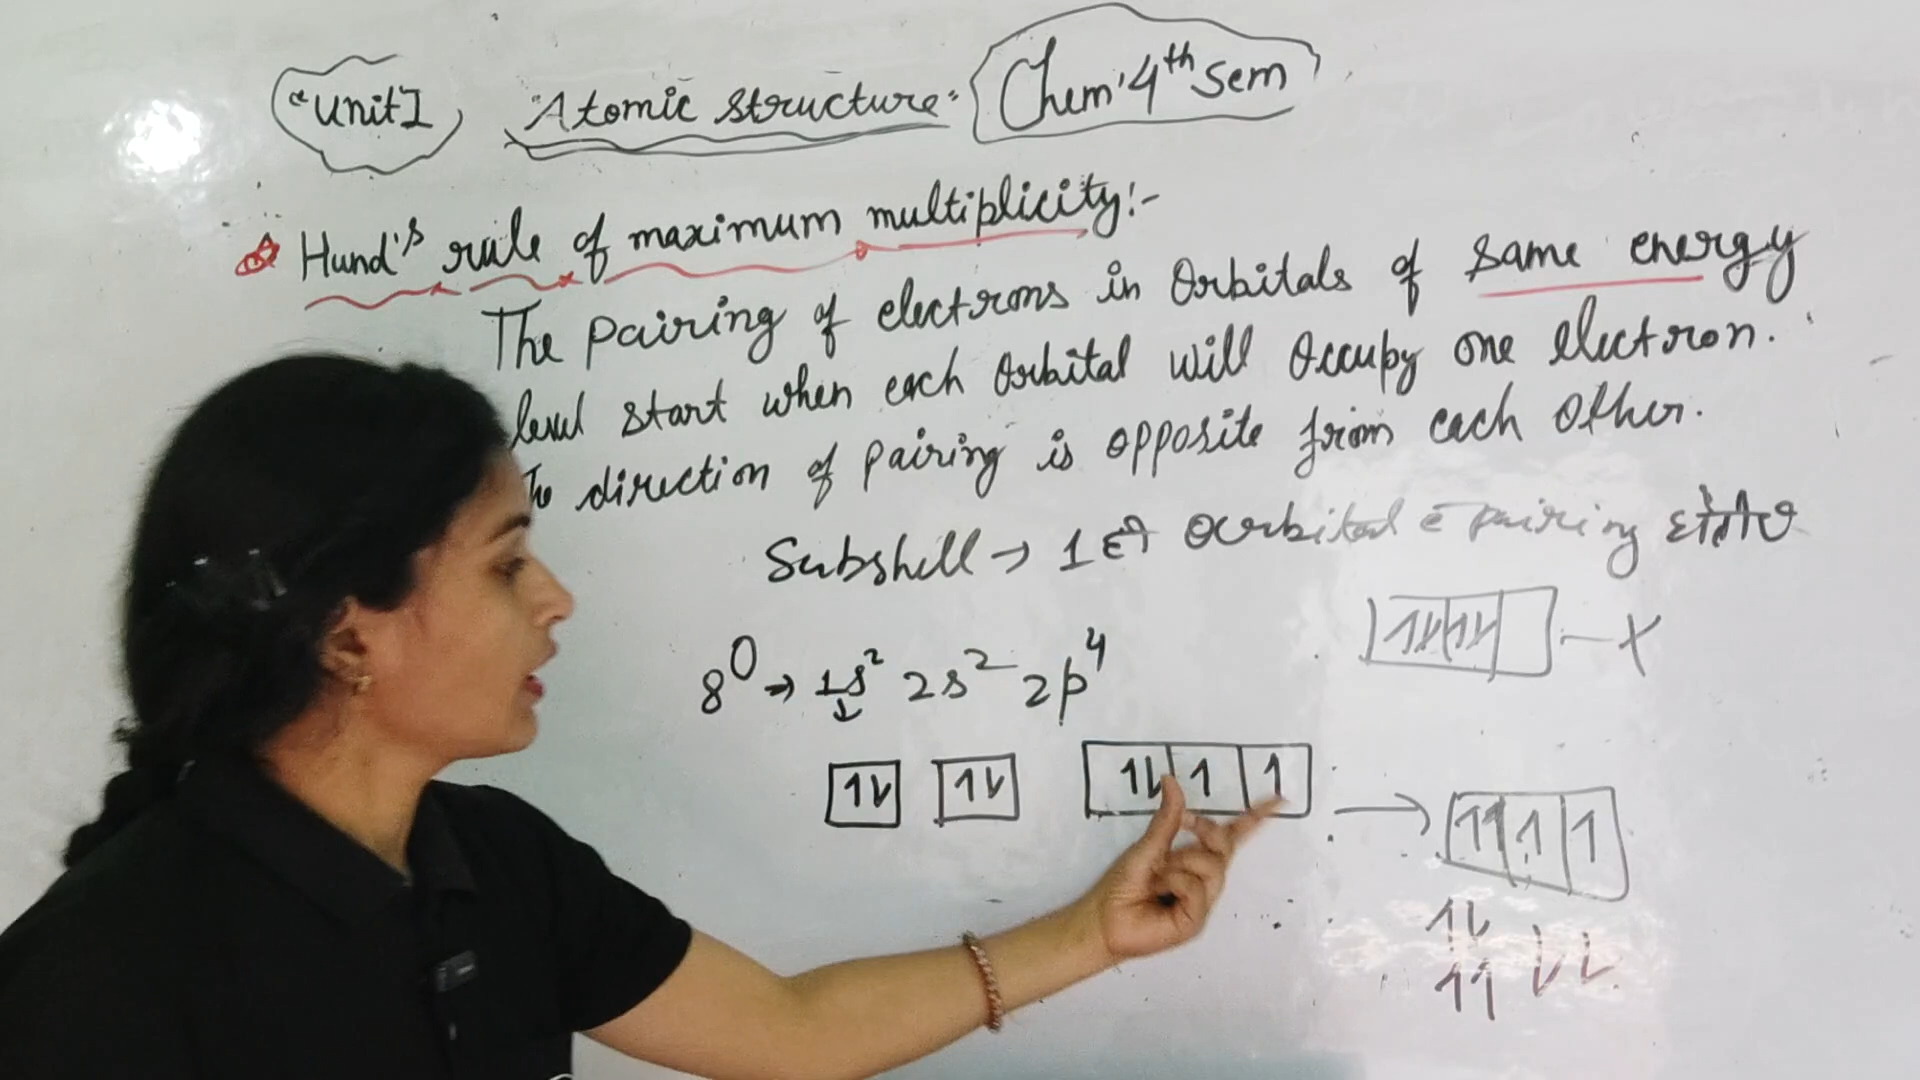 "Unit I "Atomic structure" Chem. 4th Sem
Hund's rule of maximum multiplicity:-
The pairing of electrons in Orbitals of same energy
level start when each Orbital will Occupy one electron.
The direction of pairing is opposite from each Other.
Subshell → 1 orbital pairing
8O → 1s² 2s² 2p⁴